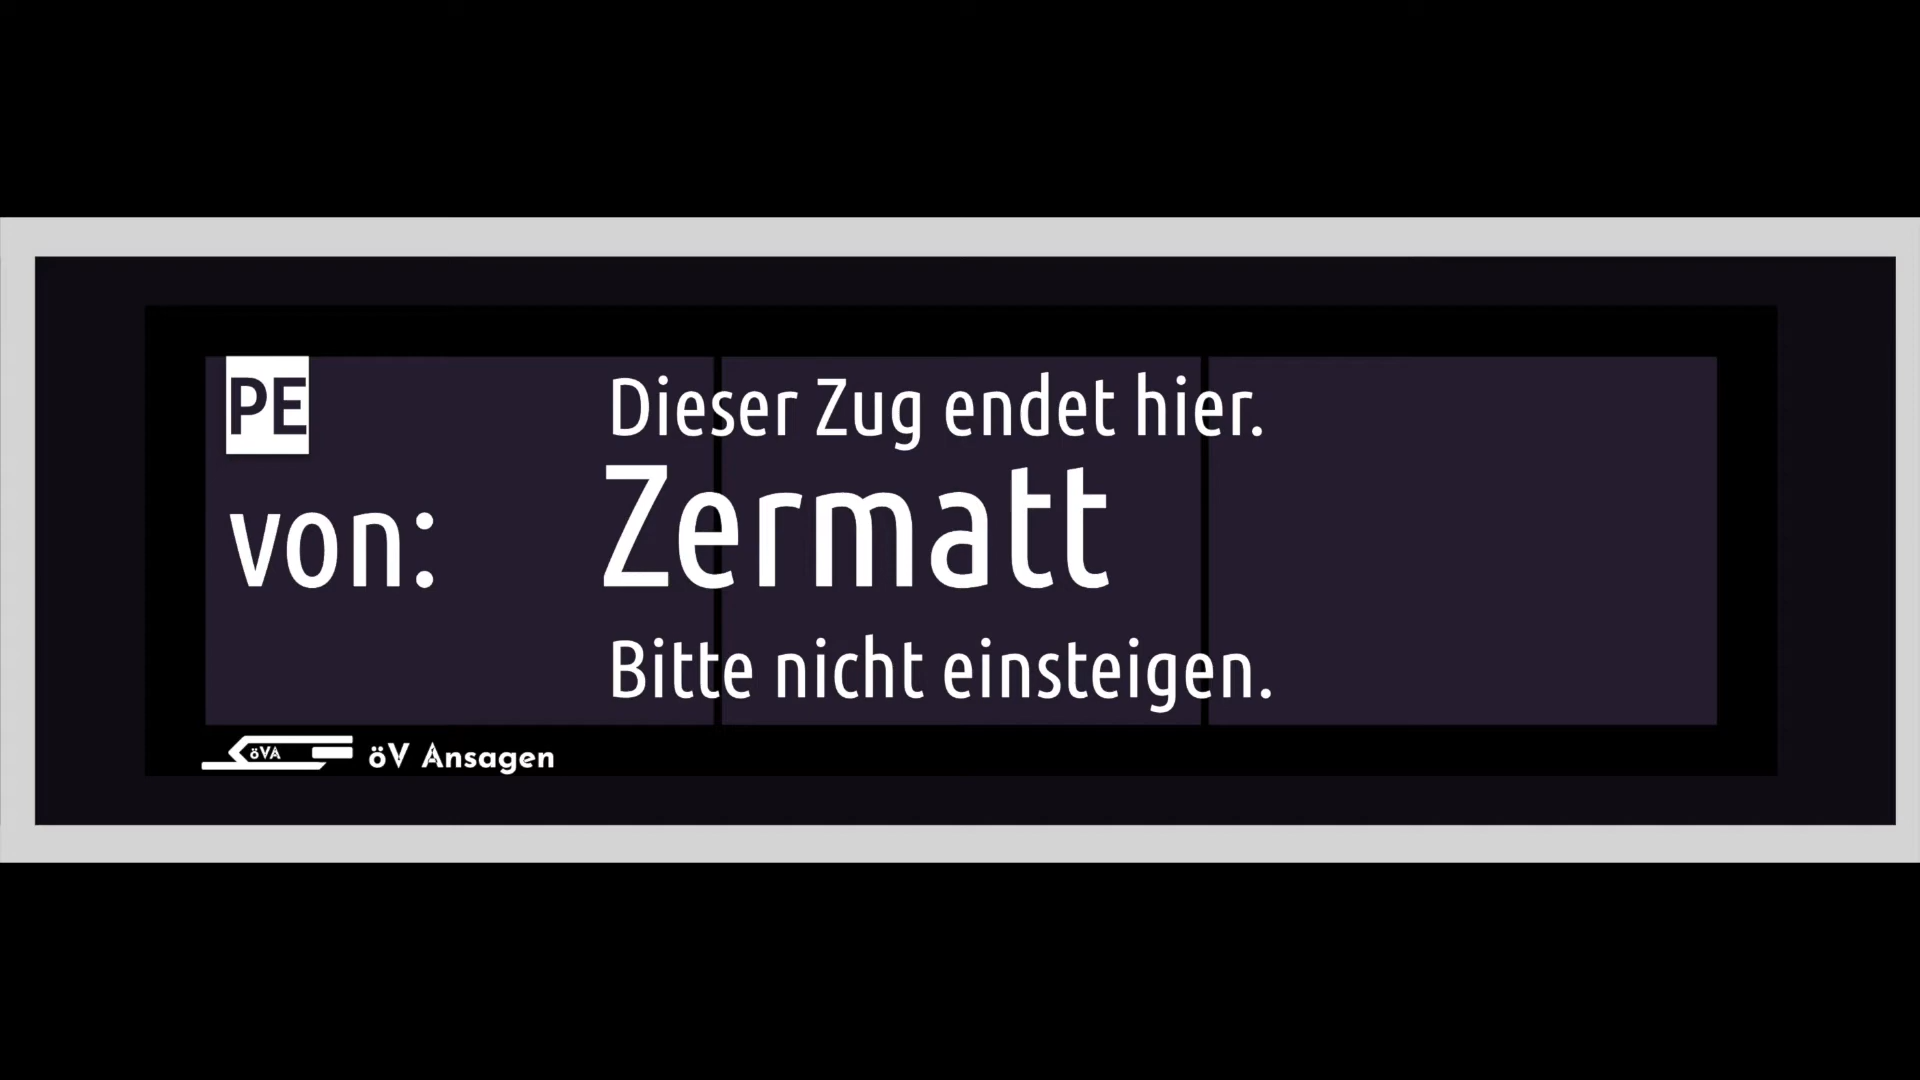 PE
Dieser Zug endet hier.
von: Zermatt
Bitte nicht einsteigen.
öVA öV Ansagen